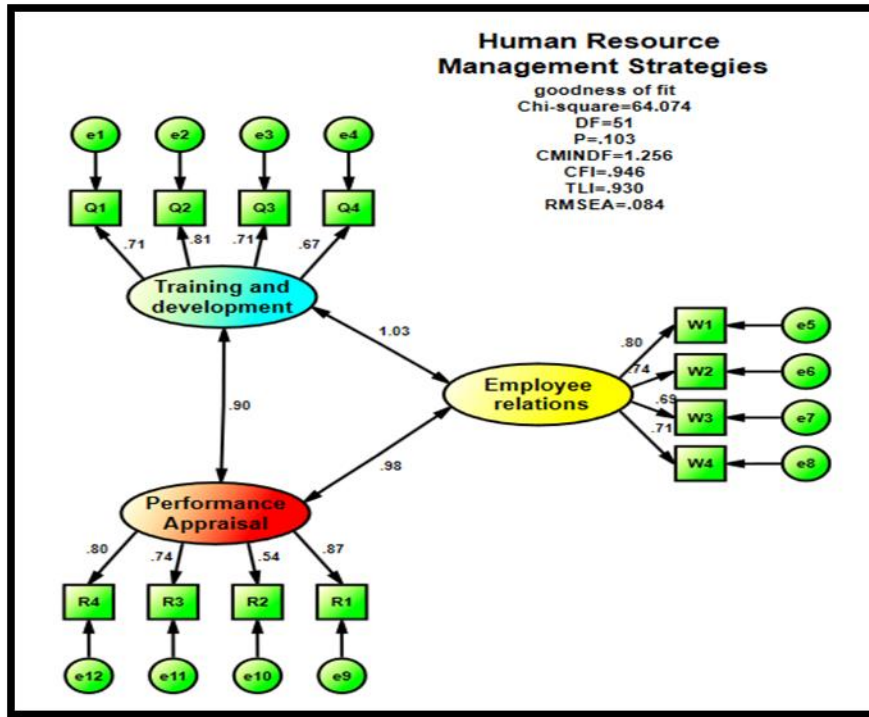 Human Resource
Management Strategies
goodness of fit
Chi-square=64.074
DF=51
P=.103
CMINDF=1.256
CFI=.946
TLI=.930
RMSEA=.084
e1 e2 e3 e4
Q1 Q2 Q3 Q4
.71 .81 .71 .67
Training and
development
1.03
.90
.98
Employee
relations
.80 W1 e5
.74 W2 e6
.69 W3 e7
.71 W4 e8
Performance
Appraisal
.80 .74 .54 .87
R4 R3 R2 R1
e12 e11 e10 e9